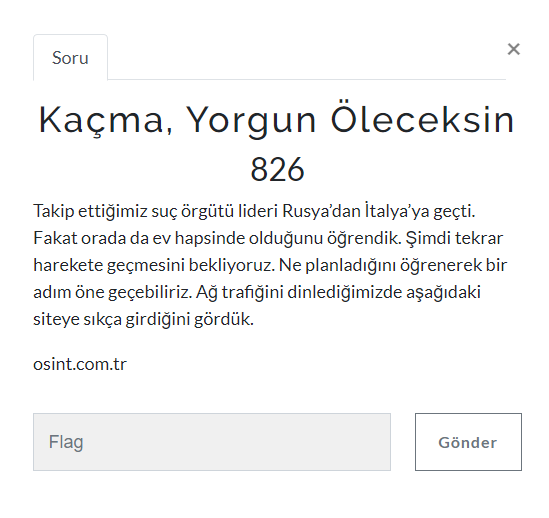 Soru
×
Kaçma, Yorgun Öleceksin
826
Takip ettiğimiz suç örgütü lideri Rusya’dan İtalya’ya geçti.
Fakat orada da ev hapsinde olduğunu öğrendik. Şimdi tekrar
harekete geçmesini bekliyoruz. Ne planladığını öğrenerek bir
adım öne geçebiliriz. Ağ trafiğini dinlediğimizde aşağıdaki
siteye sıkça girdiğini gördük.
osint.com.tr
Flag
Gönder